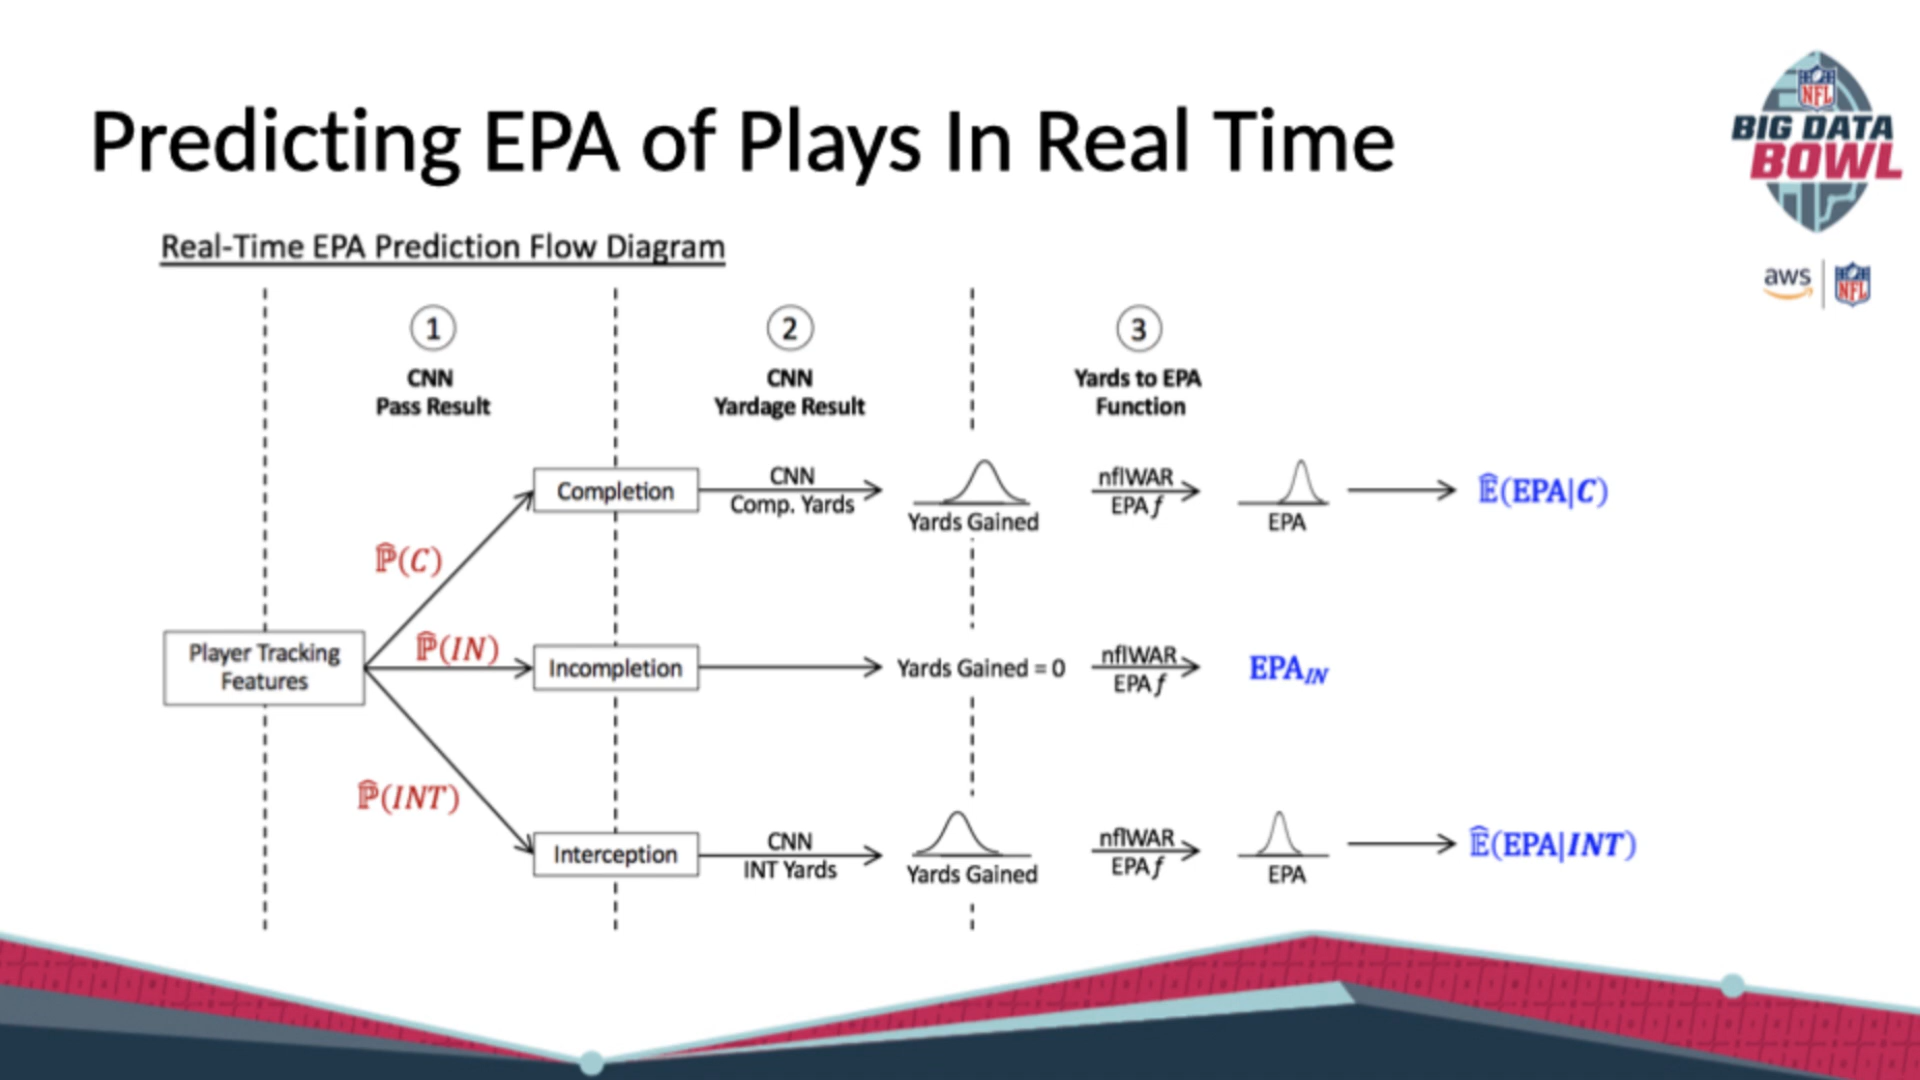 Predicting EPA of Plays In Real Time
NFL
BIG DATA
BOWL
aws
NFL
Real-Time EPA Prediction Flow Diagram
1
CNN
Pass Result
2
CNN
Yardage Result
3
Yards to EPA
Function
Player Tracking
Features
ℙ̂(C)
Completion
CNN
Comp. Yards
Yards Gained
nflWAR
EPA f
EPA
𝔼̂(EPA|C)
ℙ̂(IN)
Incompletion
Yards Gained = 0
nflWAR
EPA f
EPA_IN
ℙ̂(INT)
Interception
CNN
INT Yards
Yards Gained
nflWAR
EPA f
EPA
𝔼̂(EPA|INT)